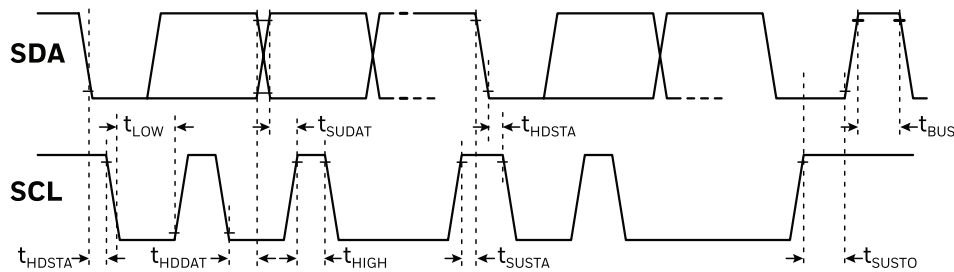 SDA
tLOW
tSUDAT
tHDSTA
tBUS
SCL
tHDSTA
tHDDAT
tHIGH
tSUSTA
tSUSTO